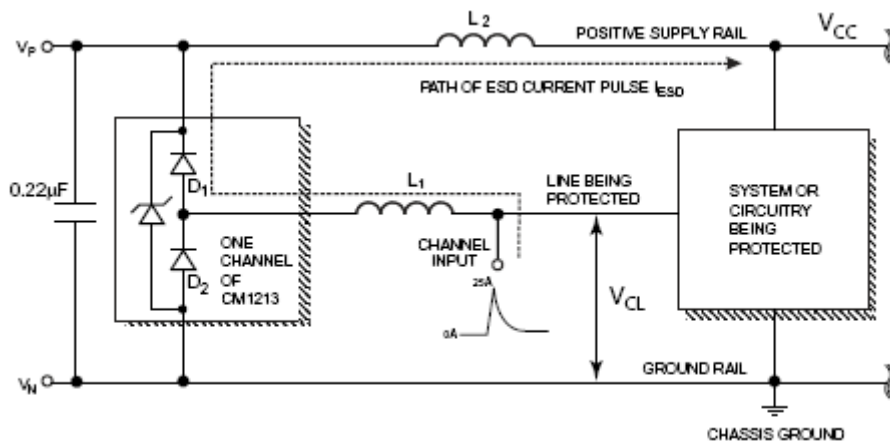 L2
POSITIVE SUPPLY RAIL
VCC
VP
PATH OF ESD CURRENT PULSE IESD
0.22µF
D1
L1
LINE BEING
PROTECTED
SYSTEM OR
CIRCUITRY
BEING
PROTECTED
ONE
CHANNEL
OF
CM1213
D2
CHANNEL
INPUT
25A
0A
VCL
VN
GROUND RAIL
CHASSIS GROUND